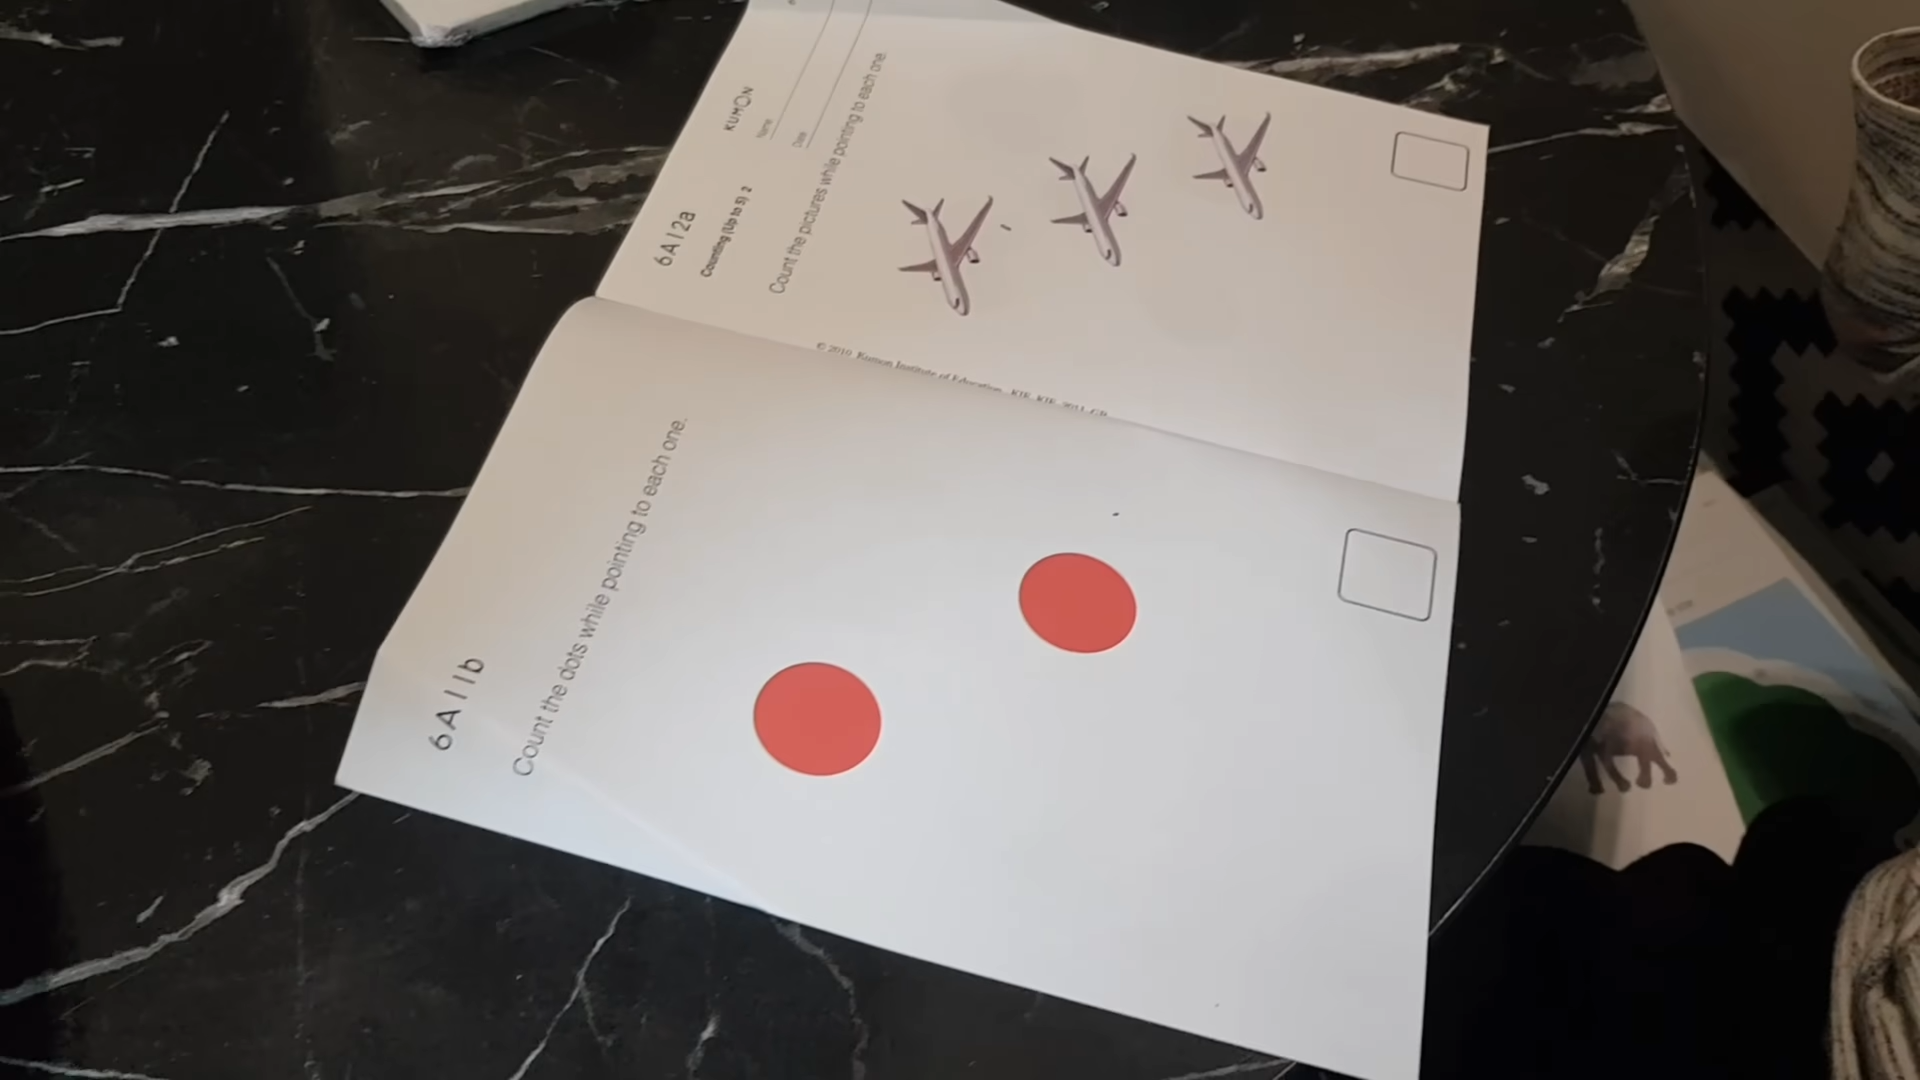 6A12a
KUMON
Counting (Up to 5) 2
Name
Date
Count the pictures while pointing to each one
© 2010 Kumon Institute of Education
GB
6A11b
Count the dots while pointing to each one.